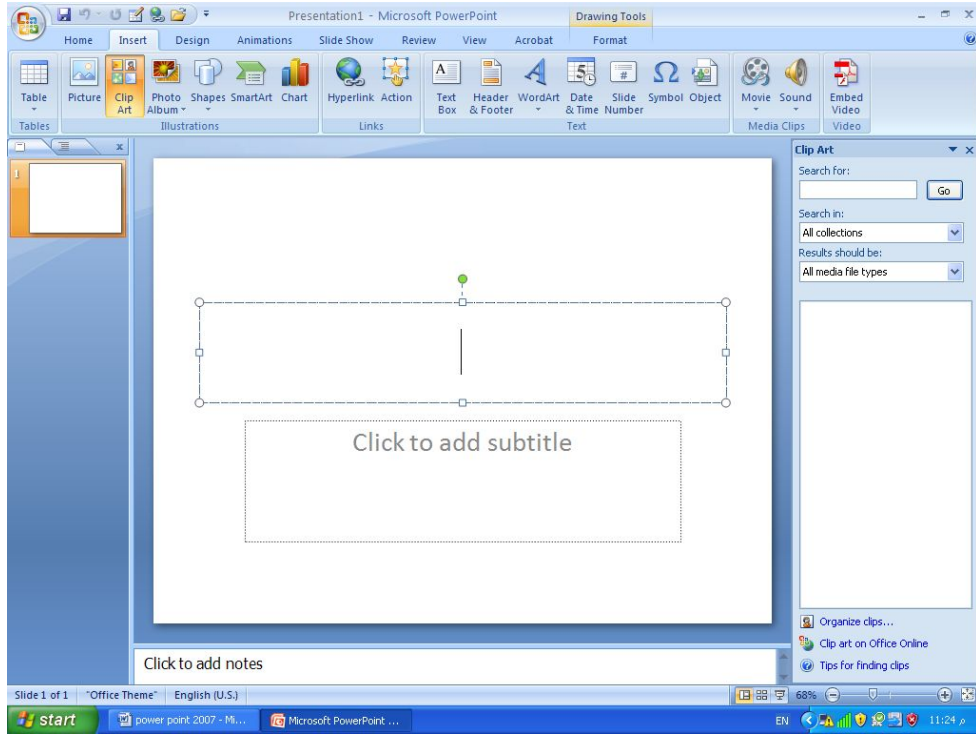 Presentation1 - Microsoft PowerPoint
Drawing Tools
Home Insert Design Animations Slide Show Review View Acrobat Format
Table Picture Clip Art Photo Album Shapes SmartArt Chart Hyperlink Action Text Box Header & Footer WordArt Date & Time Slide Number Symbol Object Movie Sound Embed Video
Tables Illustrations Links Text Media Clips Video
Clip Art
Search for:
Go
Search in:
All collections
Results should be:
All media file types
1
Click to add subtitle
Organize clips...
Clip art on Office Online
Tips for finding clips
Click to add notes
Slide 1 of 1 "Office Theme" English (U.S.) 68%
start power point 2007 - Mi... Microsoft PowerPoint ... EN 11:24 م